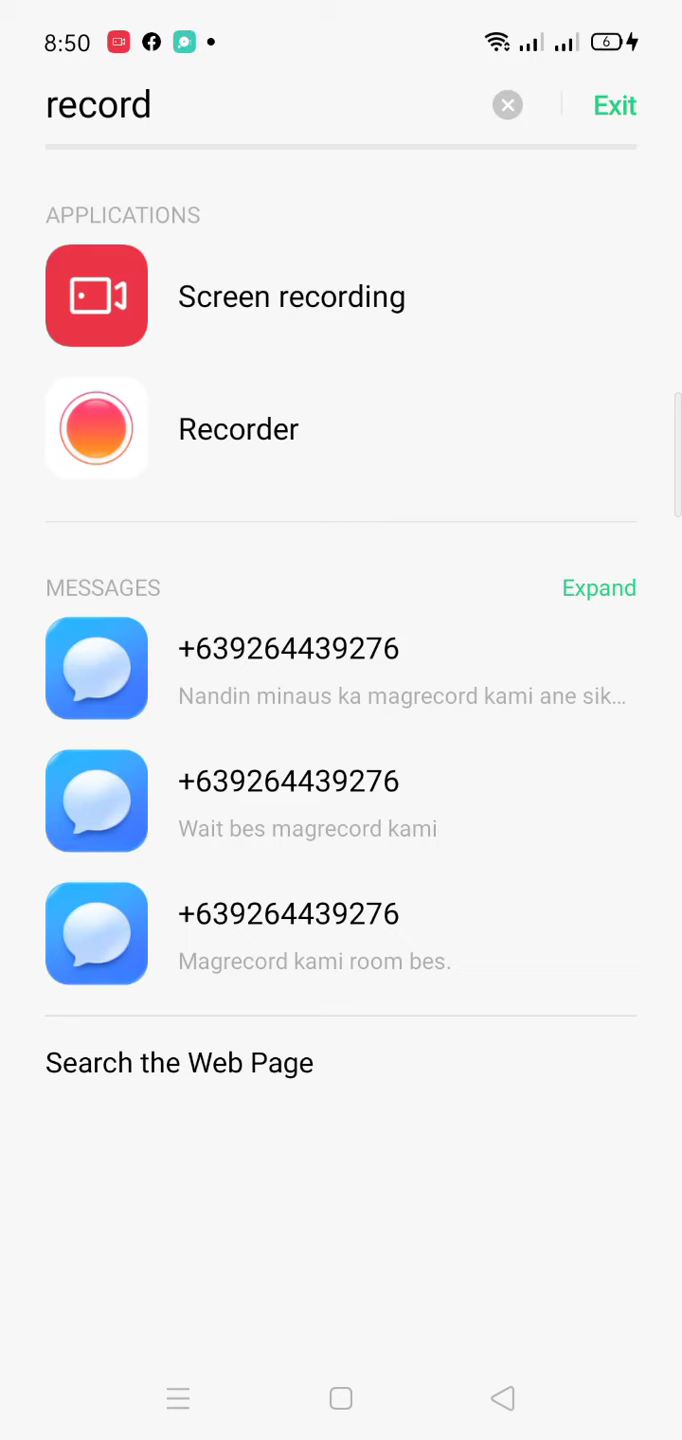 8:50
6
record
Exit
APPLICATIONS
Screen recording
Recorder
MESSAGES
Expand
+639264439276
Nandin minaus ka magrecord kami ane sik...
+639264439276
Wait bes magrecord kami
+639264439276
Magrecord kami room bes.
Search the Web Page